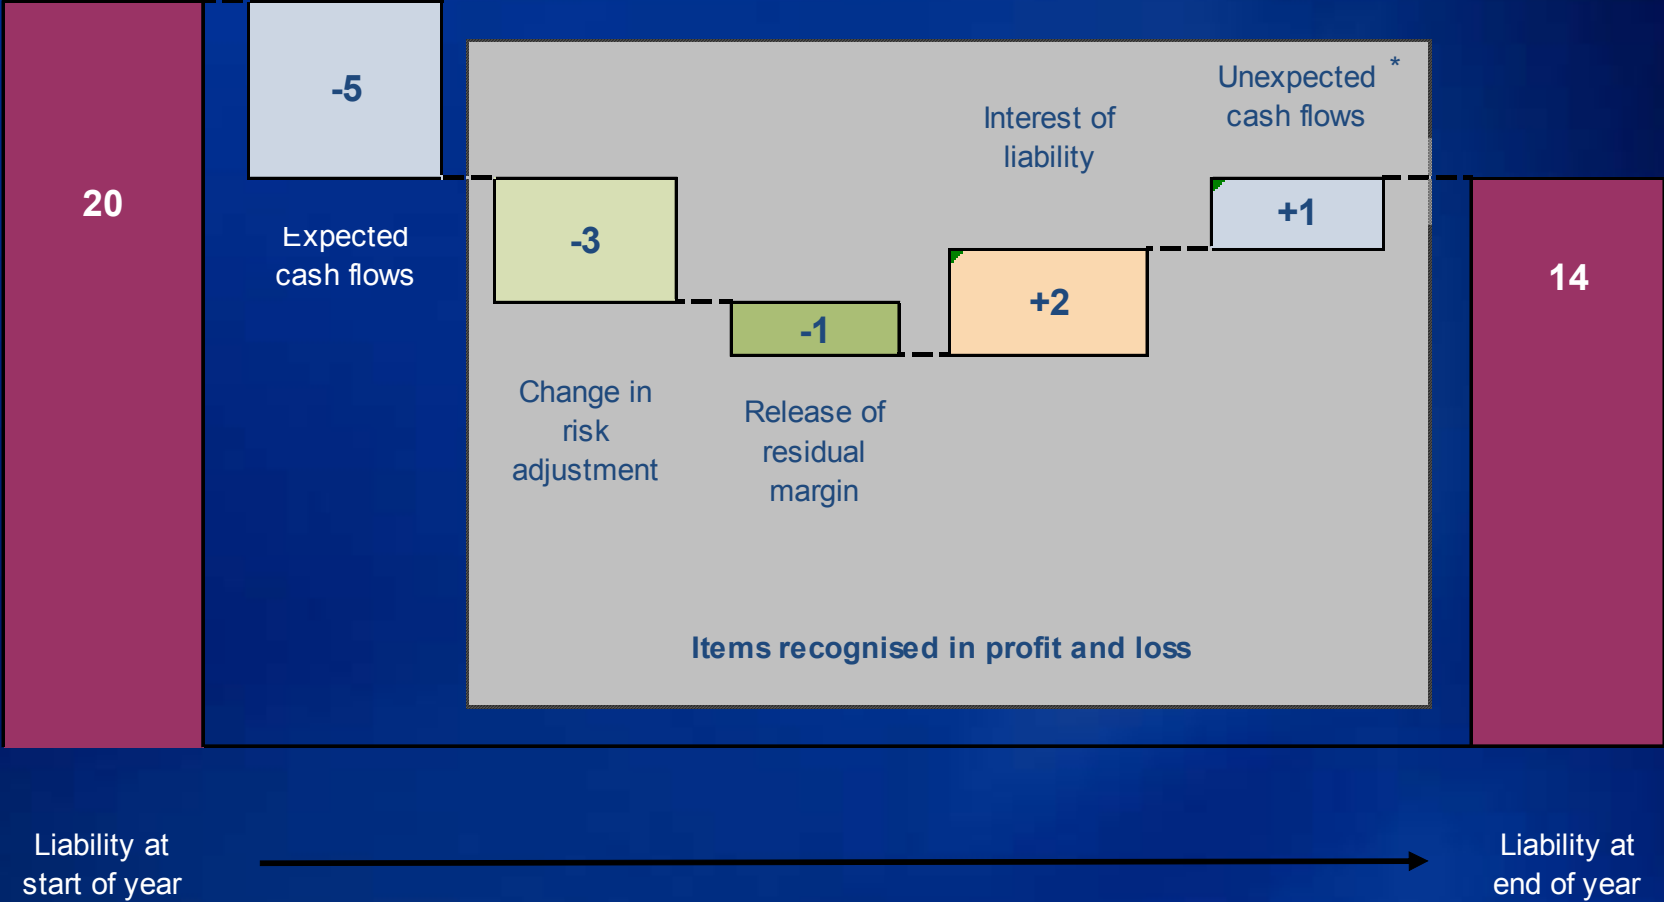 20
-5
Expected
cash flows
-3
Change in
risk
adjustment
-1
Release of
residual
margin
Interest of
liability
+2
Unexpected *
cash flows
+1
14
Items recognised in profit and loss
Liability at
start of year
Liability at
end of year